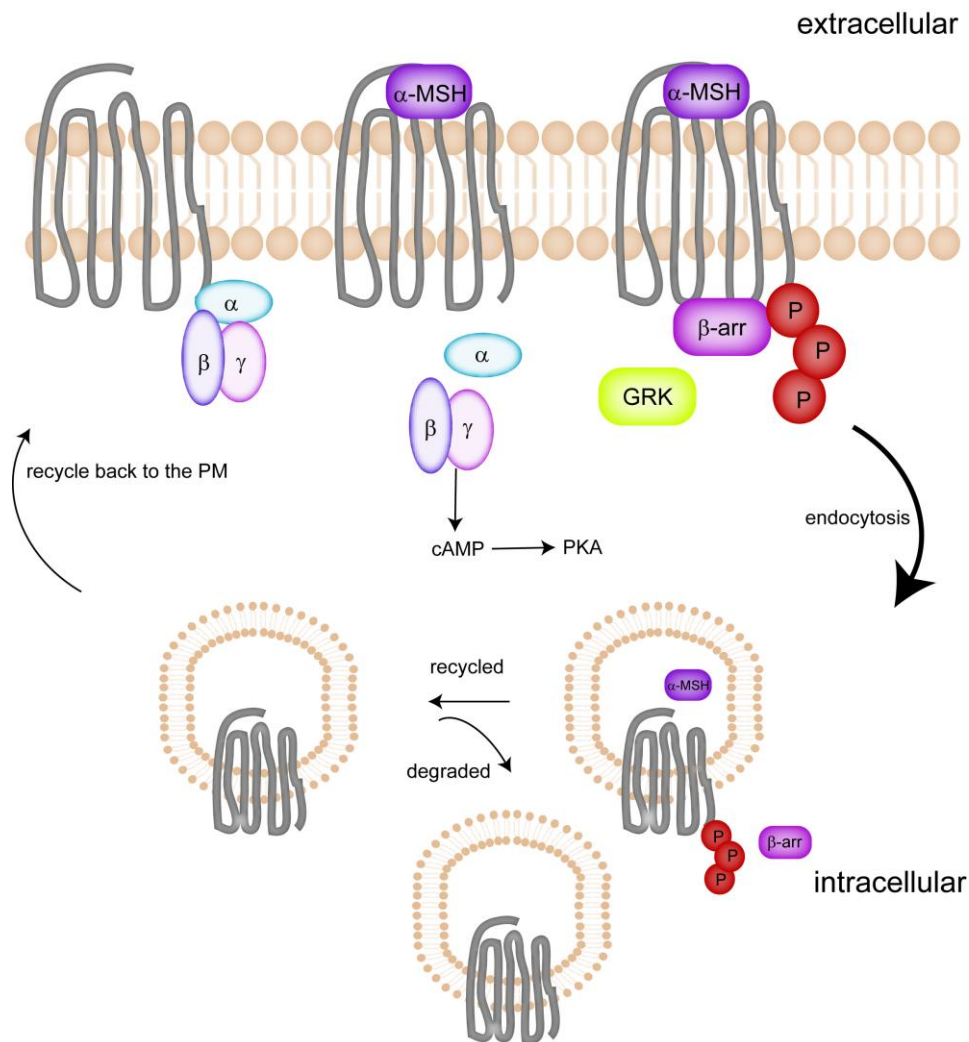 extracellular
α-MSH
α-MSH
α
β
γ
α
β
γ
β-arr
P
P
P
GRK
recycle back to the PM
endocytosis
cAMP
PKA
recycled
α-MSH
degraded
P
P
P
β-arr
intracellular